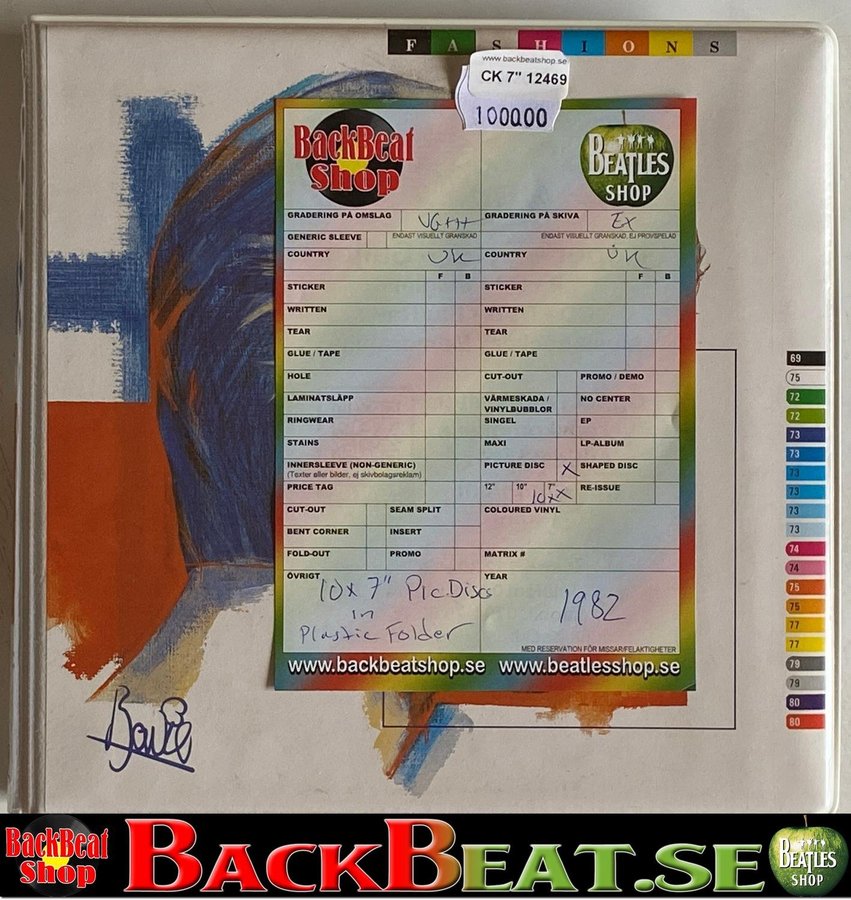 FASHIONS
www.backbeatshop.se
CK 7" 12469
100000
BackBeat
Shop
BEATLES
SHOP
GRADERING PÅ OMSLAG VG+++ GRADERING PÅ SKIVA EX
GENERIC SLEEVE ENDAST VISUELLT GRANSKAD ENDAST VISUELLT GRANSKAD, EJ PROVSPELAD
COUNTRY UK COUNTRY UK
F B F B
STICKER STICKER
WRITTEN WRITTEN
TEAR TEAR
GLUE / TAPE GLUE / TAPE
HOLE CUT-OUT PROMO / DEMO
LAMINATSLÄPP VÄRMESKADA / VINYLBUBBLOR NO CENTER
RINGWEAR SINGEL EP
STAINS MAXI LP-ALBUM
INNERSLEEVE (NON-GENERIC) PICTURE DISC X SHAPED DISC
(Texter eller bilder, ej skivbolagsreklam)
PRICE TAG 12" 10" 7" 10xX RE-ISSUE
CUT-OUT SEAM SPLIT COLOURED VINYL
BENT CORNER INSERT
FOLD-OUT PROMO MATRIX #
ÖVRIGT YEAR
10x 7" Pic Discs
in
Plastic Folder
1982
MED RESERVATION FÖR MISSAR/FELAKTIGHETER
www.backbeatshop.se www.beatlesshop.se
69
75
72
72
73
73
73
73
73
73
74
74
75
75
77
77
79
79
80
80
Bowie
BackBeat
Shop
BACKBEAT.SE
BEATLES
SHOP